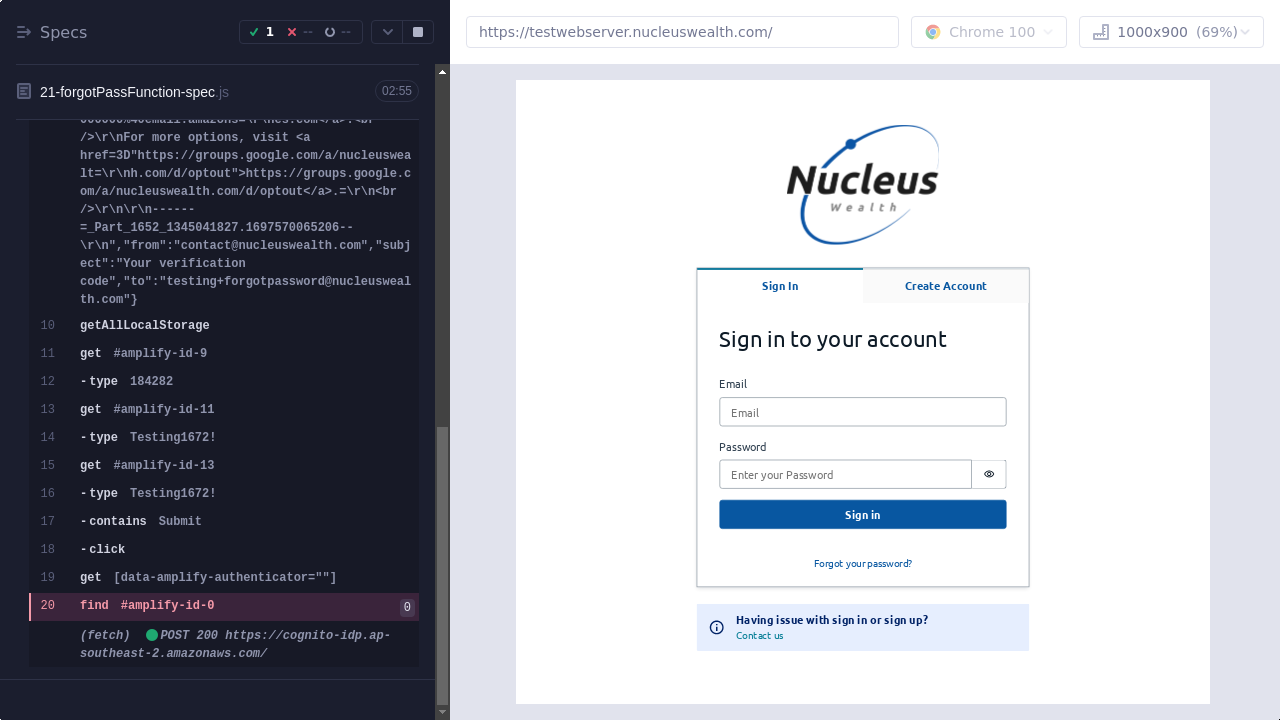 Specs
1
--
--
21-forgotPassFunction-spec.js
02:55
/>\r\nFor more options, visit <a
href=3D"https://groups.google.com/a/nucleuswea
lt=\r\nh.com/d/optout">https://groups.google.c
om/a/nucleuswealth.com/d/optout</a>.=\r\n<br
/>\r\n\r\n------
=_Part_1652_1345041827.1697570065206--
\r\n","from":"contact@nucleuswealth.com","subj
ect":"Your verification
code","to":"testing+forgotpassword@nucleusweal
th.com"}
10 getAllLocalStorage
11 get #amplify-id-9
12 -type 184282
13 get #amplify-id-11
14 -type Testing1672!
15 get #amplify-id-13
16 -type Testing1672!
17 -contains Submit
18 -click
19 get [data-amplify-authenticator=""]
20 find #amplify-id-0 0
(fetch) POST 200 https://cognito-idp.ap-
southeast-2.amazonaws.com/
https://testwebserver.nucleuswealth.com/
Chrome 100
1000x900 (69%)
Nucleus
Wealth
Sign In
Create Account
Sign in to your account
Email
Email
Password
Enter your Password
Sign in
Forgot your password?
Having issue with sign in or sign up?
Contact us